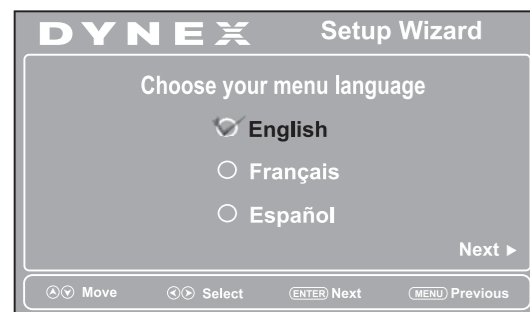 DYNEX Setup Wizard
Choose your menu language
English
Français
Español
Next ►
Move Select ENTER Next MENU Previous